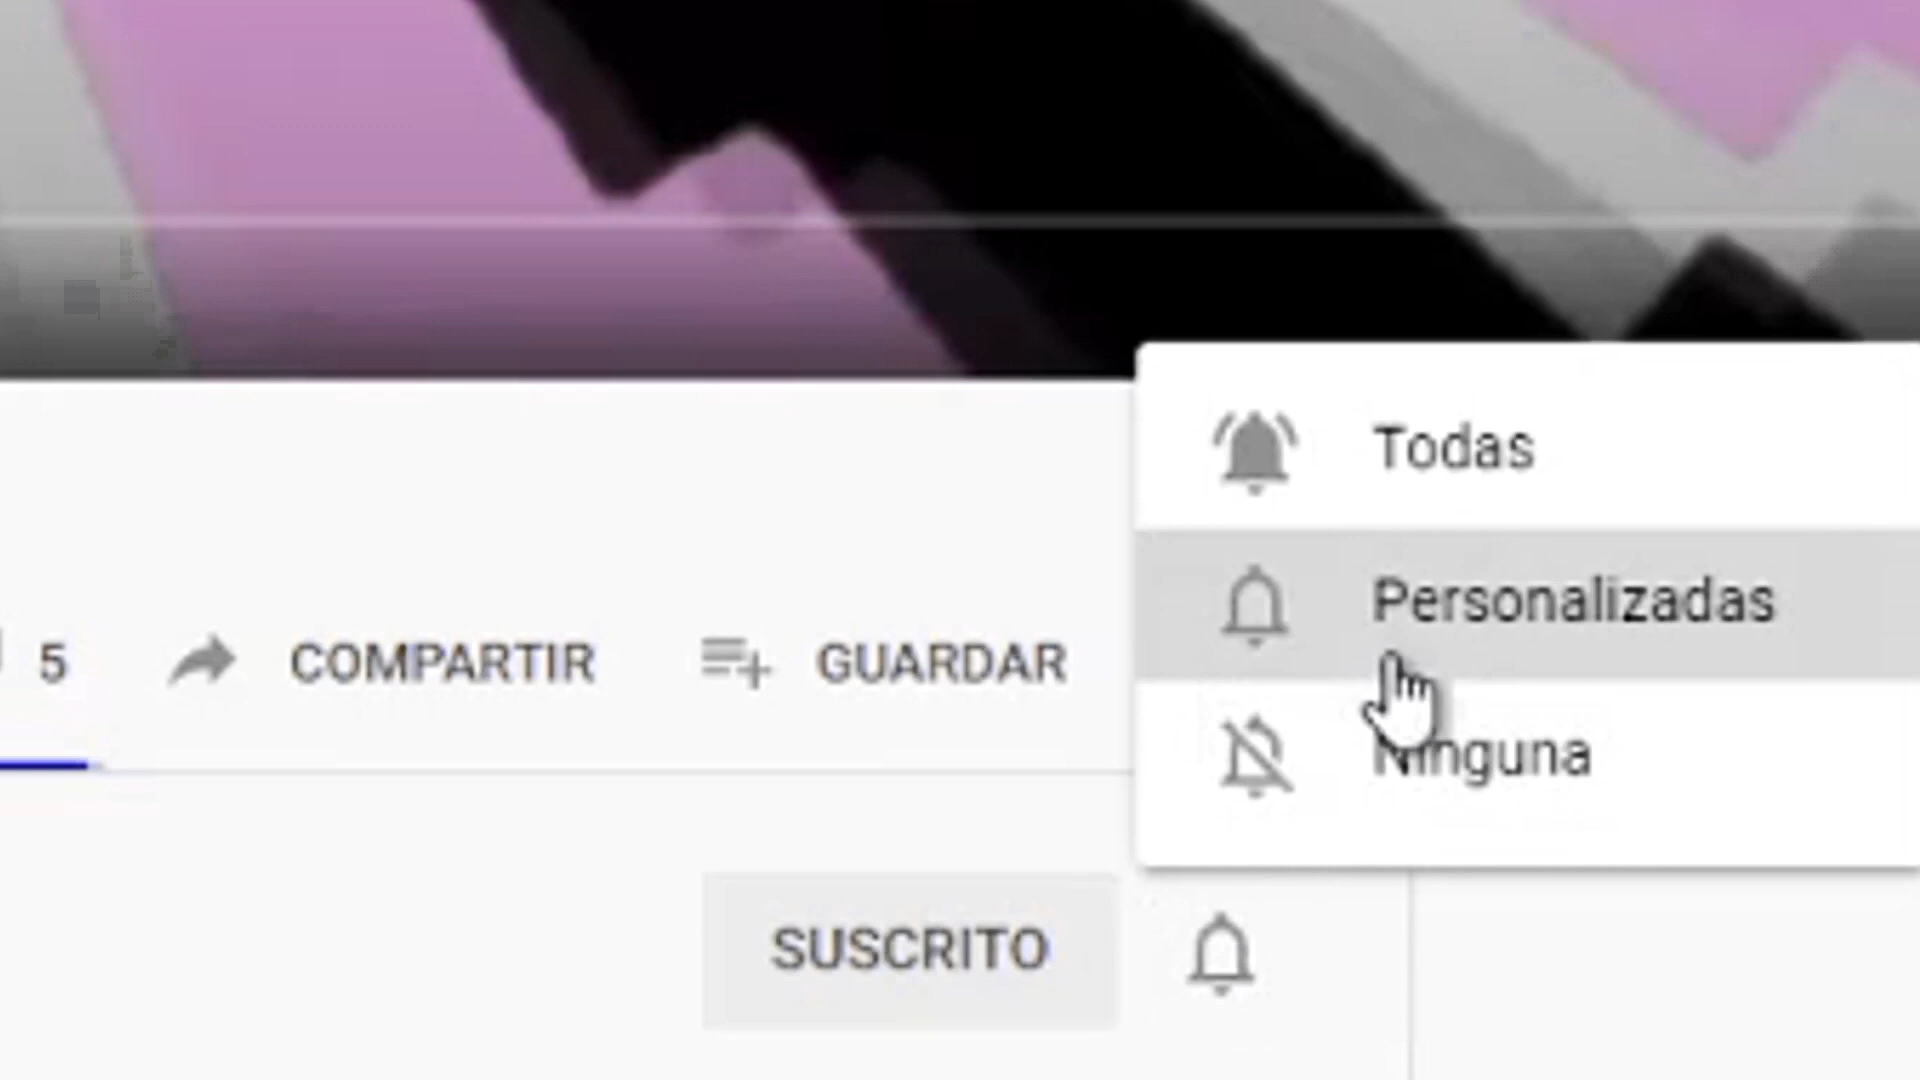 Todas
Personalizadas
Ninguna
5 COMPARTIR GUARDAR
SUSCRITO